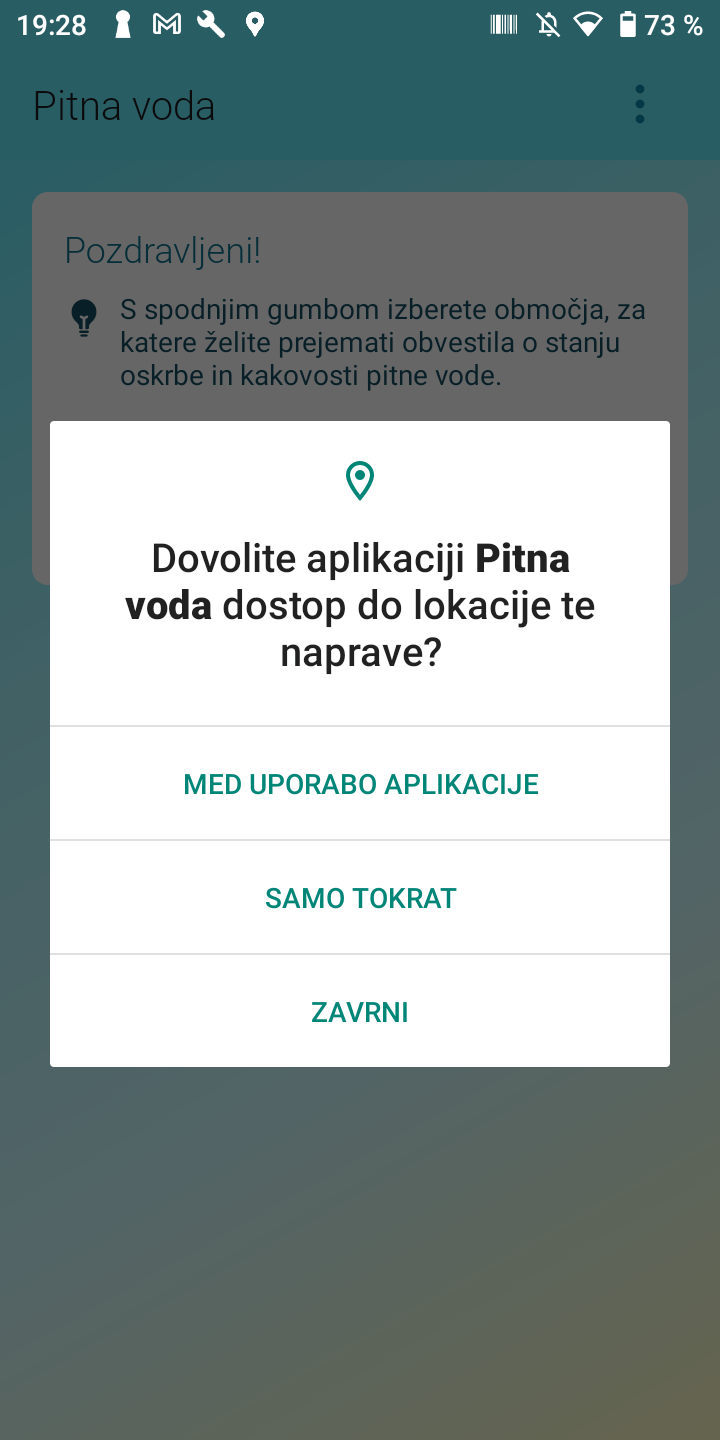 19:28
73 %
Pitna voda
Pozdravljeni!
S spodnjim gumbom izberete območja, za
katere želite prejemati obvestila o stanju
oskrbe in kakovosti pitne vode.
Dovolite aplikaciji Pitna
voda dostop do lokacije te
naprave?
MED UPORABO APLIKACIJE
SAMO TOKRAT
ZAVRNI